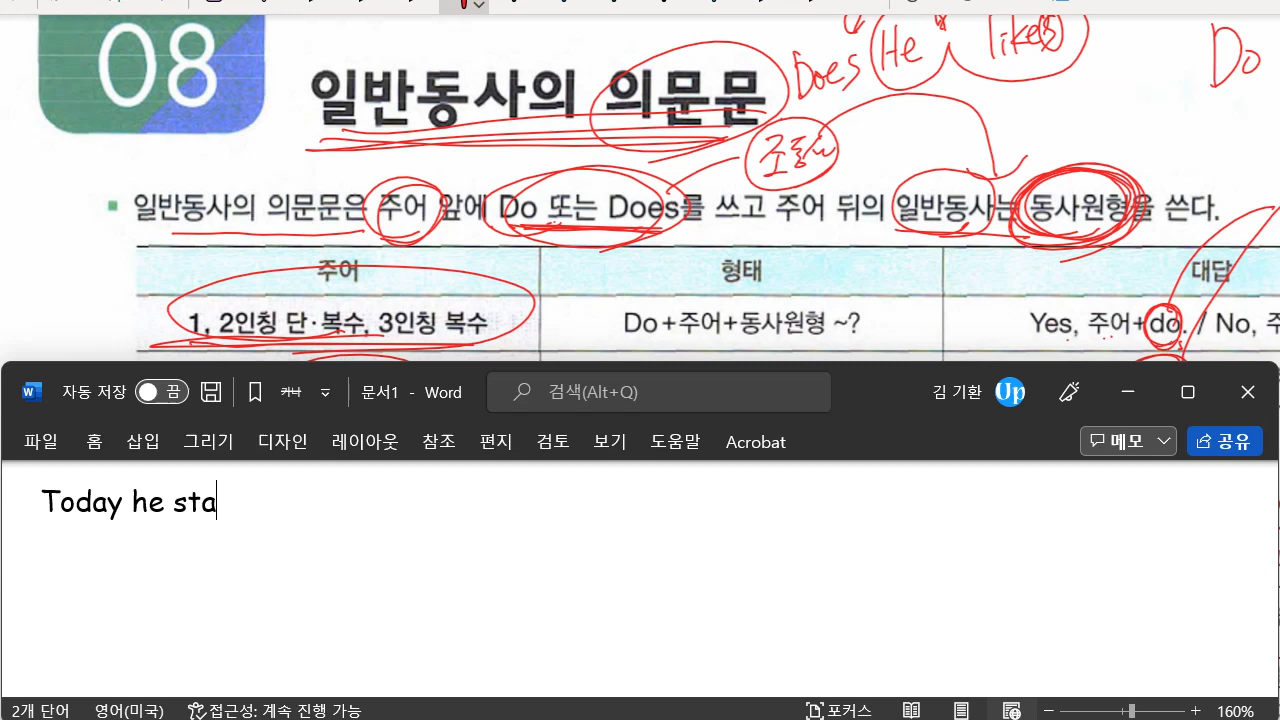 08
일반동사의 의문문
Does He likes
Do
조동사
일반동사의 의문문은 주어 앞에 Do 또는 Does를 쓰고 주어 뒤의 일반동사는 동사원형을 쓴다.
주어 형태 대답
1, 2인칭 단·복수, 3인칭 복수 Do+주어+동사원형 ~? Yes, 주어+do. / No, 주
자동 저장 끔 가나 문서1 - Word 검색(Alt+Q) 김 기환 Up
파일 홈 삽입 그리기 디자인 레이아웃 참조 편지 검토 보기 도움말 Acrobat 메모 공유
Today he sta
2개 단어 영어(미국) 접근성: 계속 진행 가능 포커스 160%